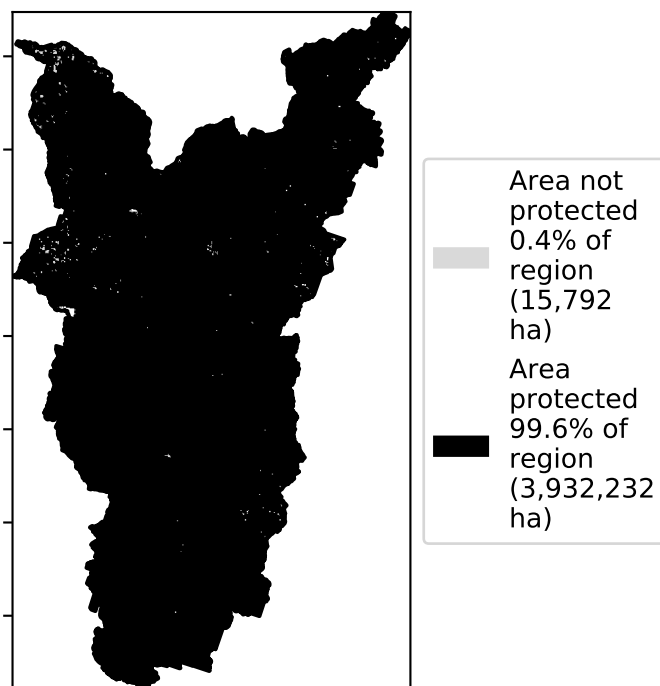 Area not
protected
0.4% of
region
(15,792
ha)
Area
protected
99.6% of
region
(3,932,232
ha)